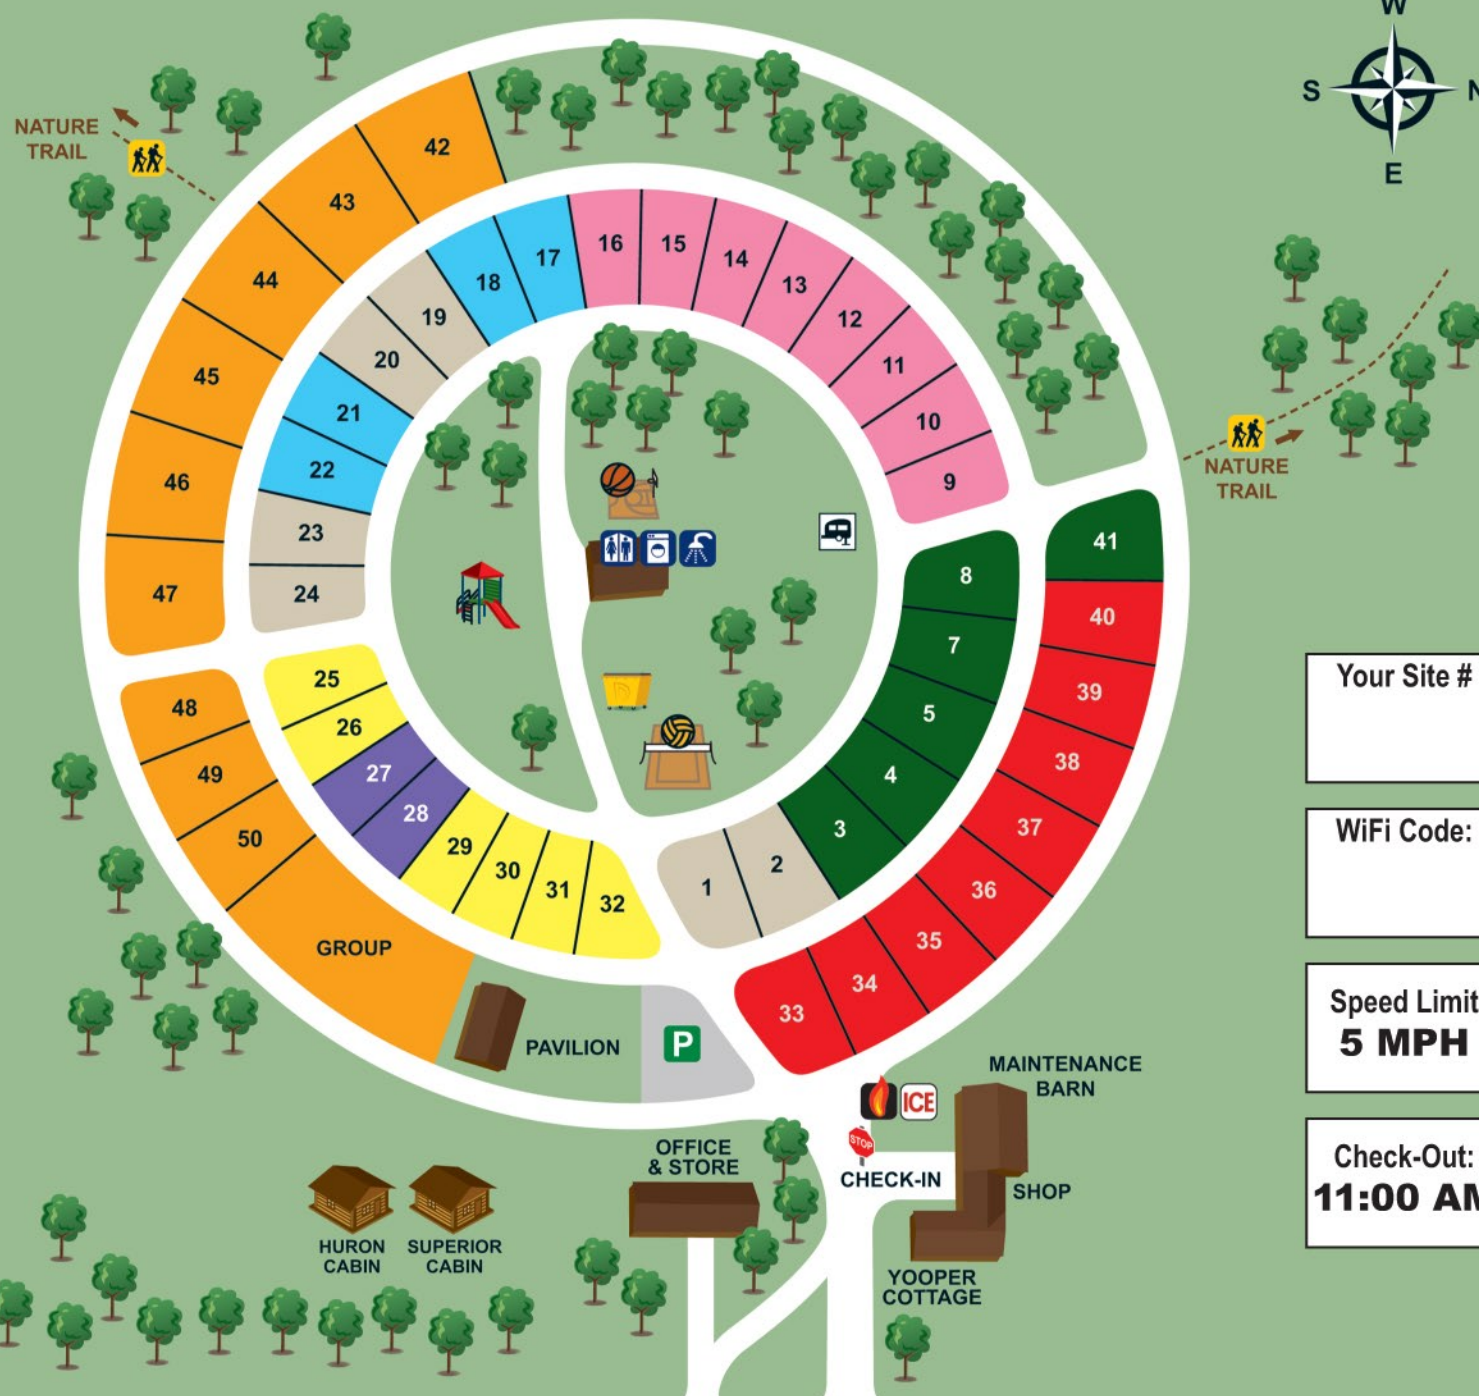 W
S
N
E
NATURE
TRAIL
42
43
44
45
46
47
18
17
16
15
14
13
12
11
10
9
19
20
21
22
23
24
NATURE
TRAIL
41
8
40
7
39
5
38
4
37
3
36
2
35
1
34
33
25
26
27
28
29
30
31
32
48
49
50
GROUP
PAVILION
P
Your Site #
WiFi Code:
Speed Limit
5 MPH
Check-Out:
11:00 AM
MAINTENANCE
BARN
ICE
STOP
CHECK-IN
SHOP
OFFICE
& STORE
YOOPER
COTTAGE
HURON
CABIN
SUPERIOR
CABIN